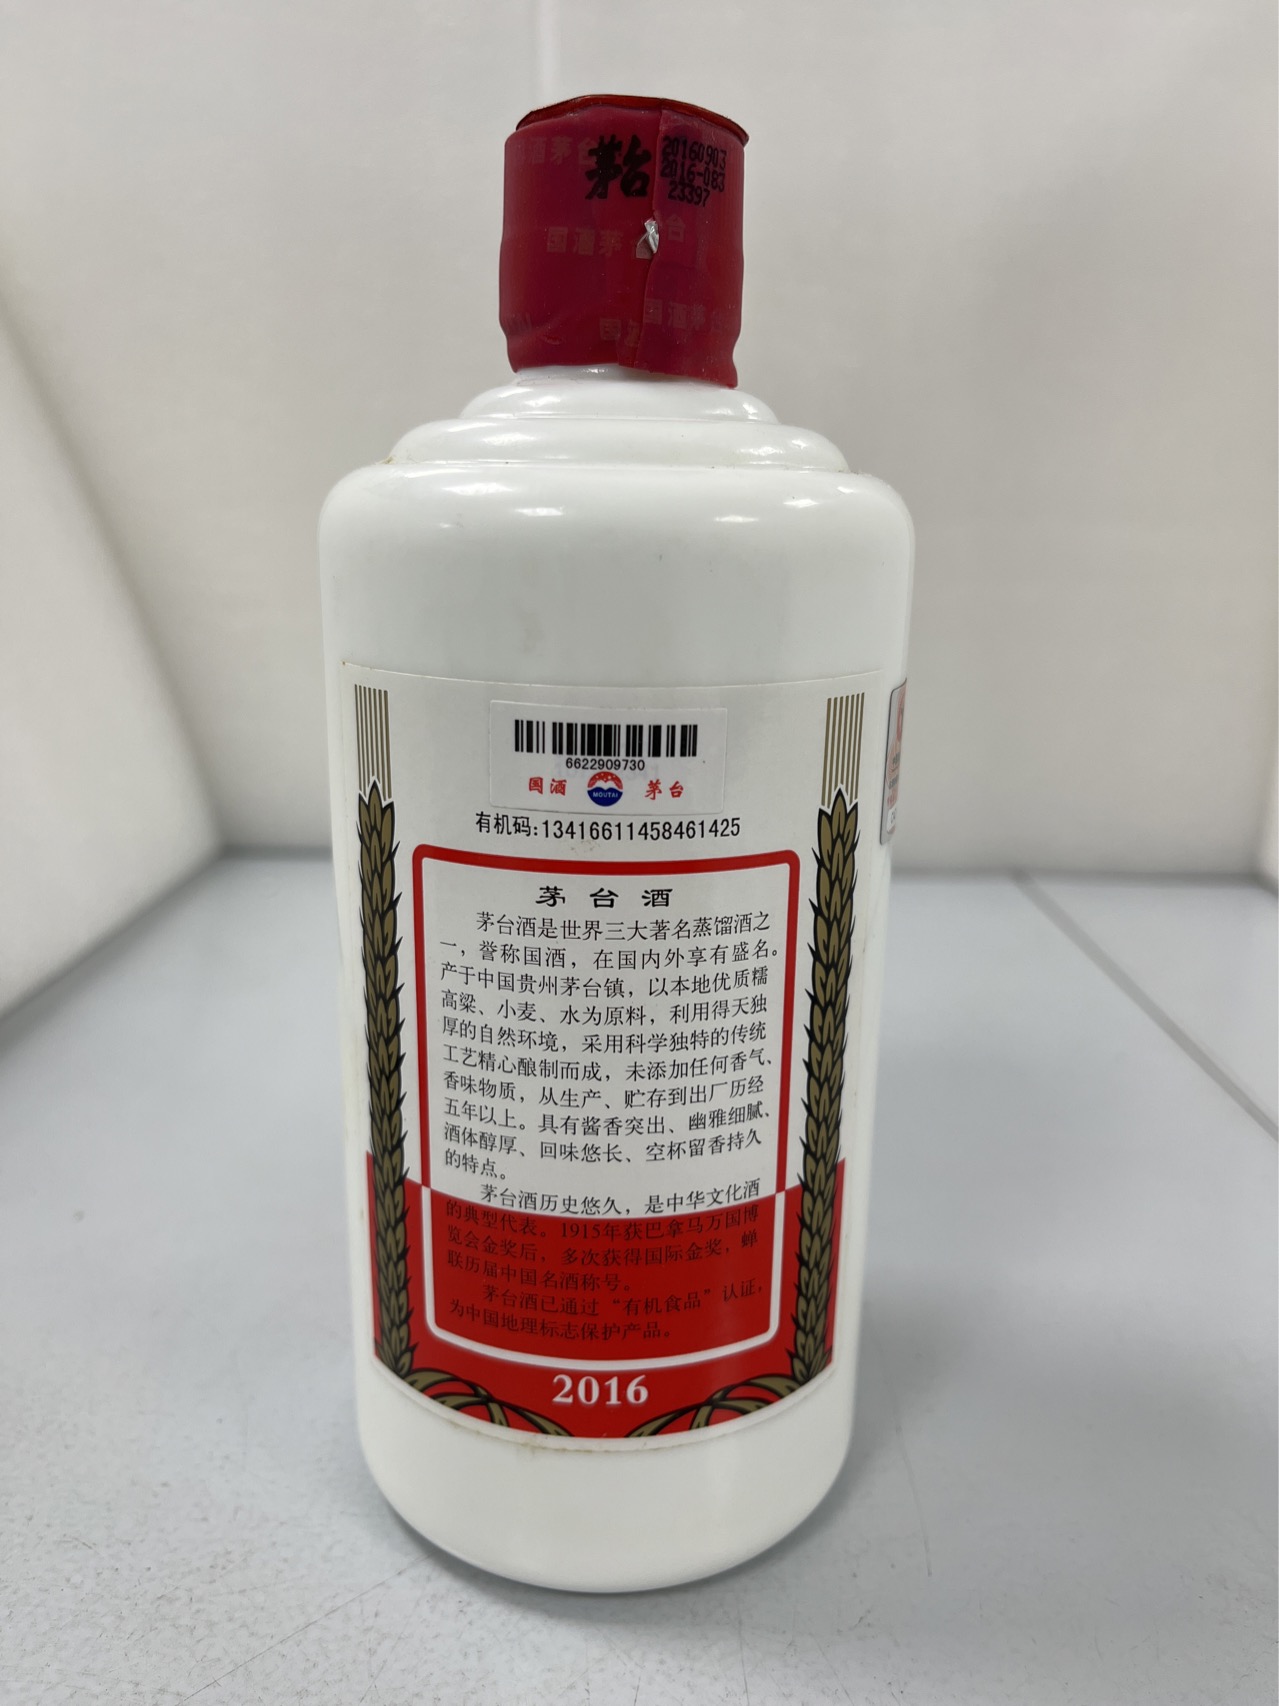 酒茅台
茅台
20160903
2016-083
23397
国酒茅台
国酒茅台
6622909730
国酒
MOUTAI
茅台
有机码:13416611458461425
茅台酒
茅台酒是世界三大著名蒸馏酒之
一，誉称国酒，在国内外享有盛名。
产于中国贵州茅台镇，以本地优质糯
高粱、小麦、水为原料，利用得天独
厚的自然环境，采用科学独特的传统
工艺精心酿制而成，未添加任何香气、
香味物质，从生产、贮存到出厂历经
五年以上。具有酱香突出、幽雅细腻、
酒体醇厚、回味悠长、空杯留香持久
的特点。
茅台酒历史悠久，是中华文化酒
的典型代表。1915年获巴拿马万国博
览会金奖后，多次获得国际金奖，蝉
联历届中国名酒称号。
茅台酒已通过“有机食品”认证，
为中国地理标志保护产品。
2016